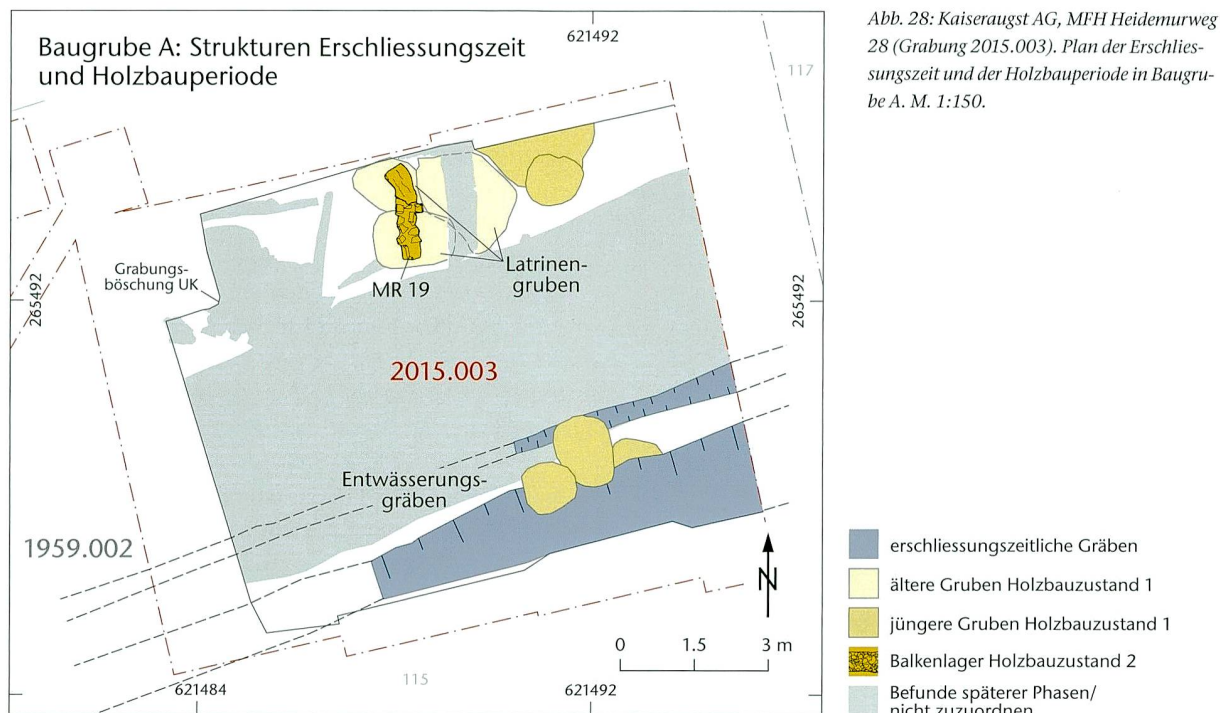 Baugrube A: Strukturen Erschliessungszeit
und Holzbauperiode
621492
117
Abb. 28: Kaiseraugst AG, MFH Heidemurweg
28 (Grabung 2015.003). Plan der Erschlies-
sungszeit und der Holzbauperiode in Baugru-
be A. M. 1:150.
Grabungs-
böschung UK
MR 19
Latrinen-
gruben
265492
265492
2015.003
Entwässerungs-
gräben
1959.002
N
0 1.5 3 m
115
621484
621492
erschliessungszeitliche Gräben
ältere Gruben Holzbauzustand 1
jüngere Gruben Holzbauzustand 1
Balkenlager Holzbauzustand 2
Befunde späterer Phasen/
nicht zuzuordnen